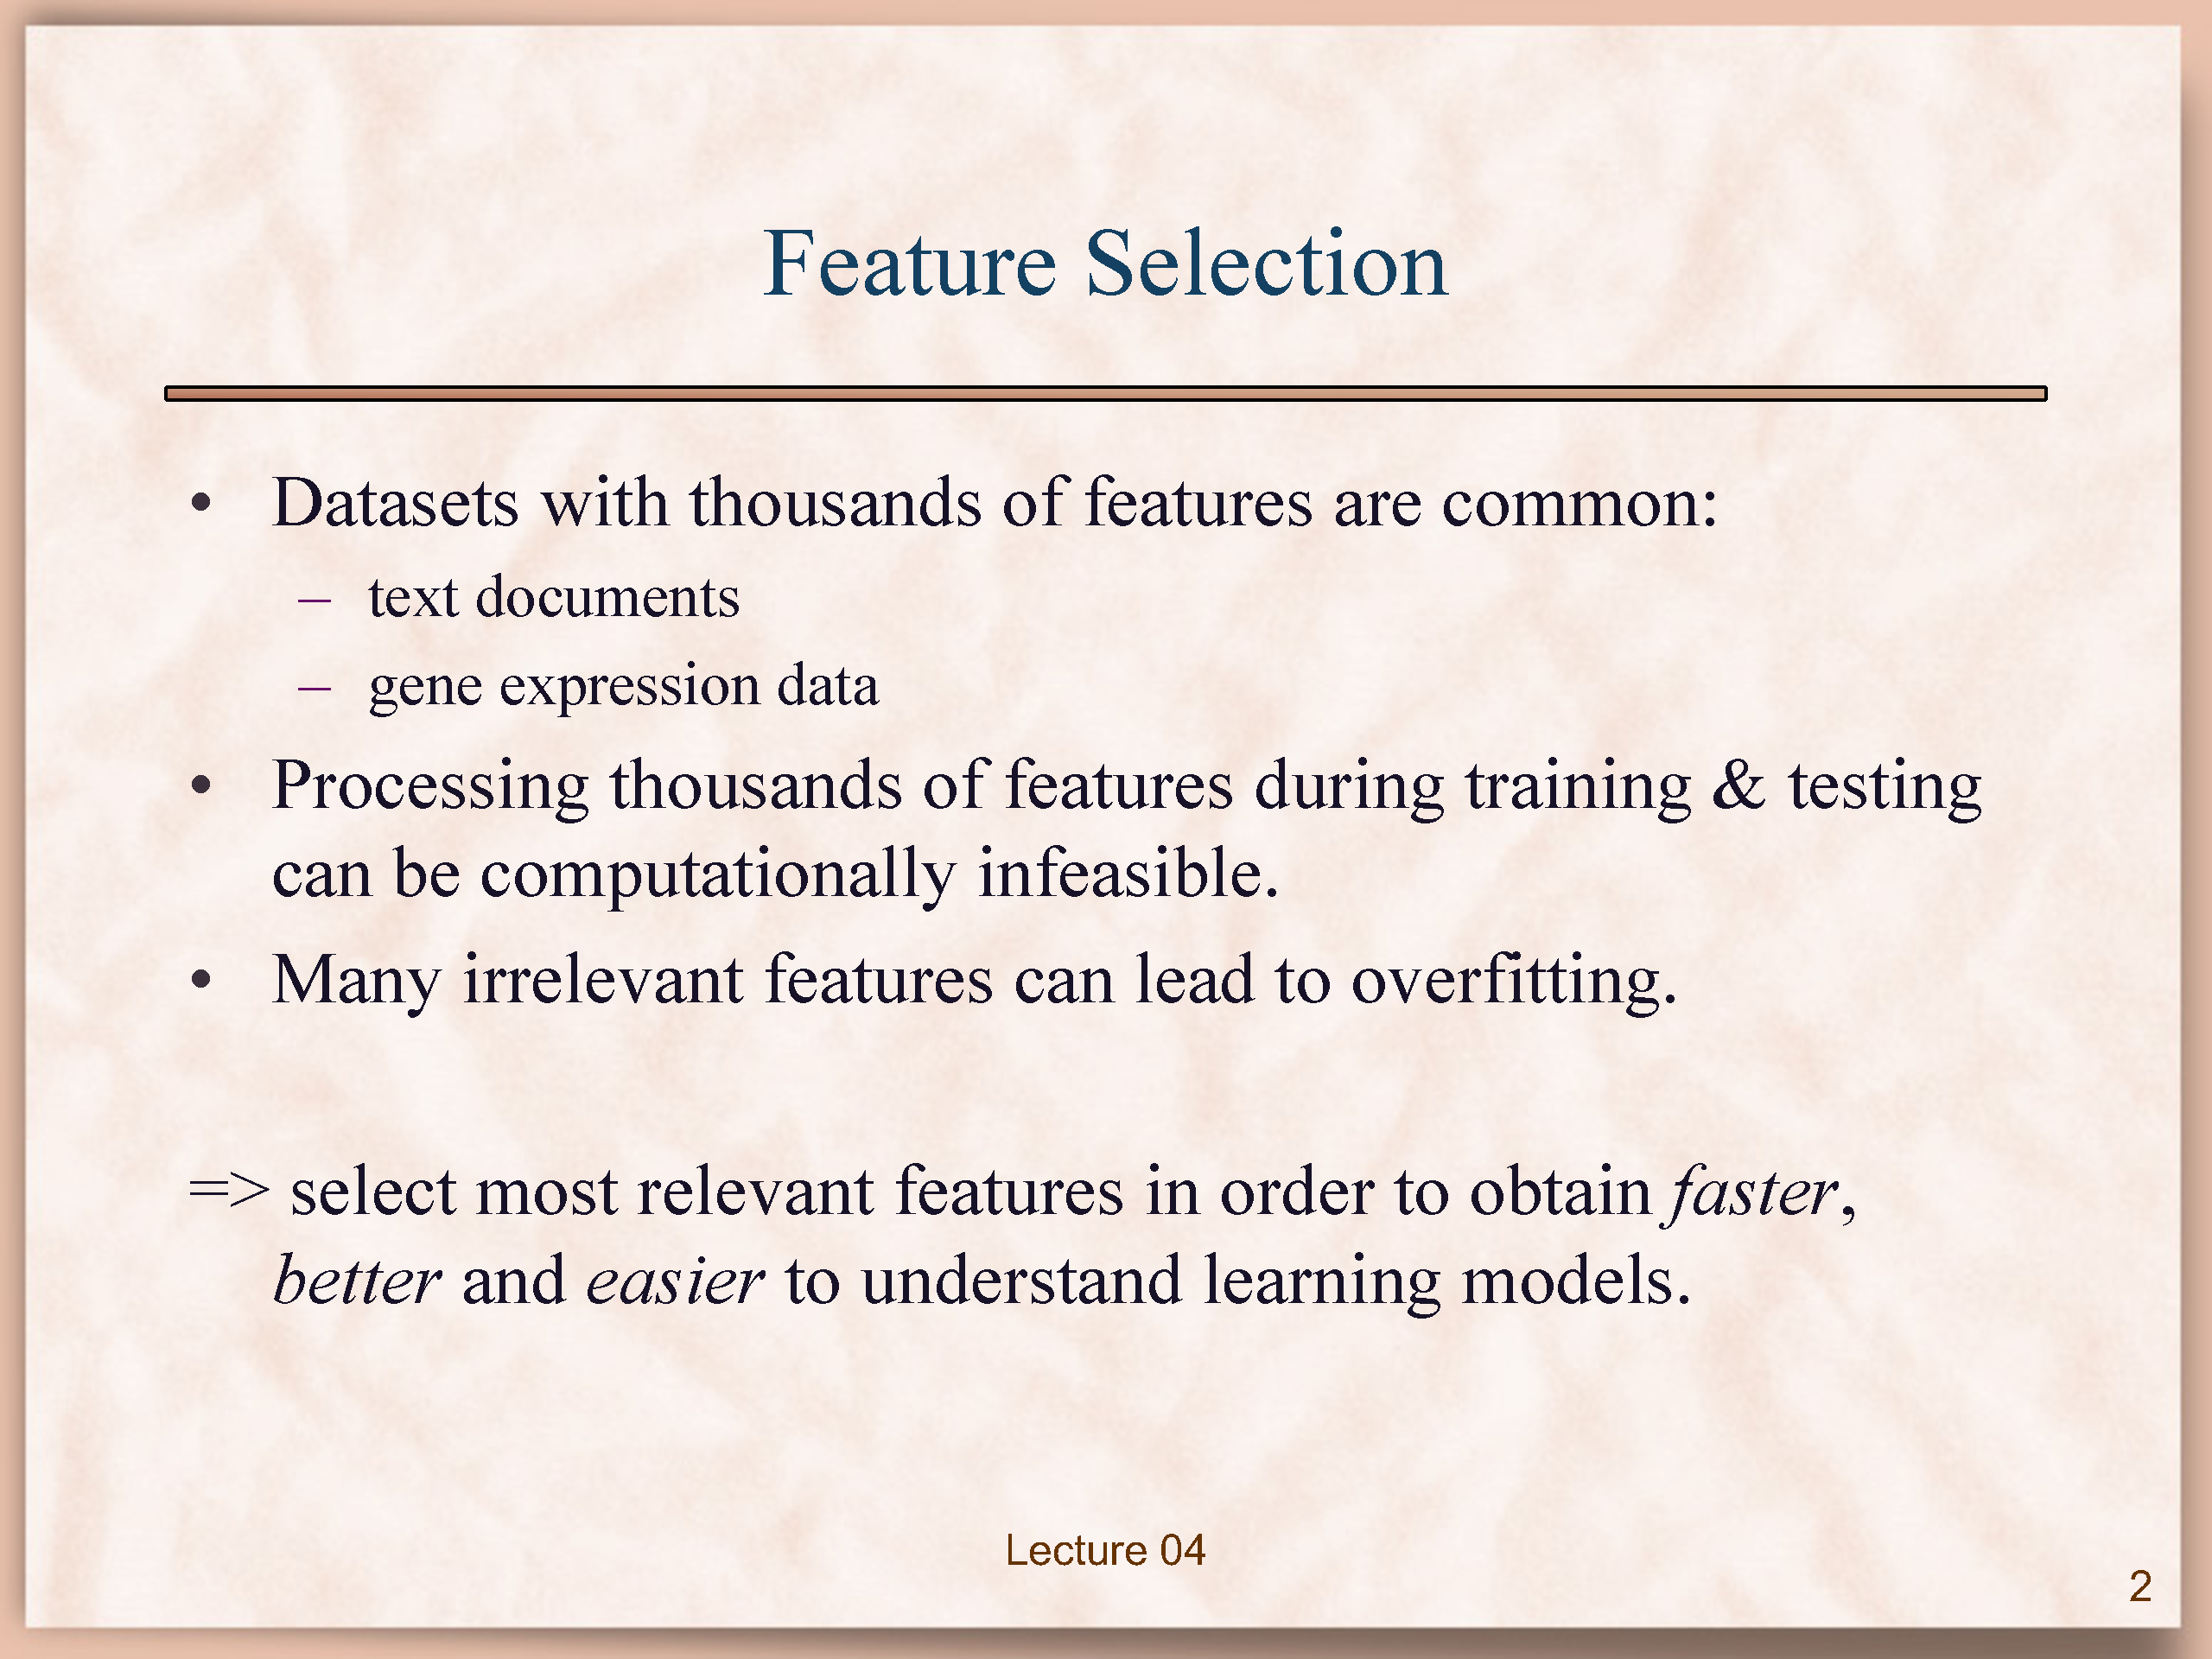 Feature Selection
• Datasets with thousands of features are common:
– text documents
– gene expression data
• Processing thousands of features during training & testing
can be computationally infeasible.
• Many irrelevant features can lead to overfitting.
=> select most relevant features in order to obtain faster,
better and easier to understand learning models.
Lecture 04
2